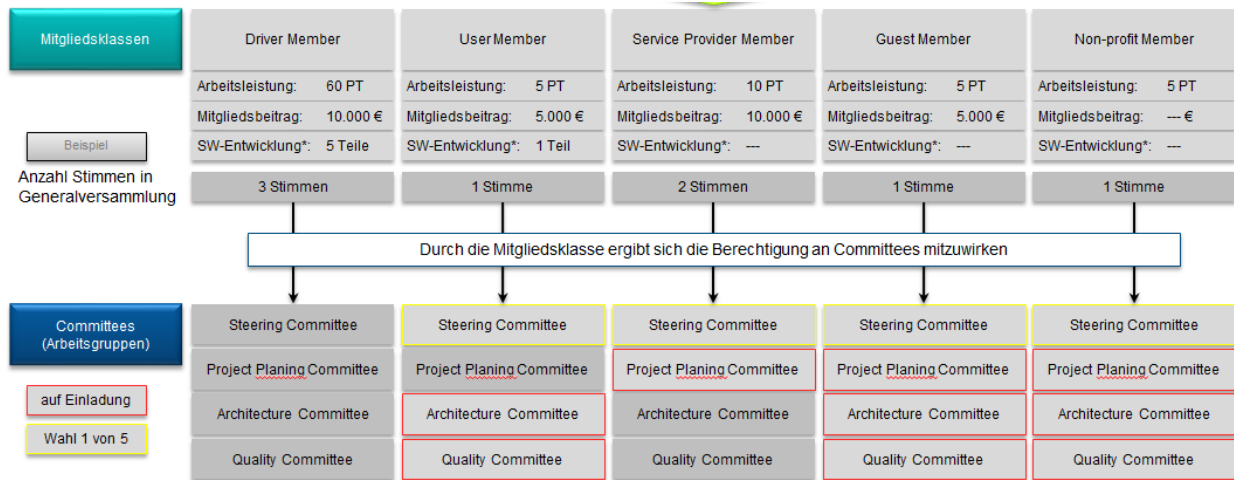 Mitgliedsklassen
Driver Member
User Member
Service Provider Member
Guest Member
Non-profit Member
Arbeitsleistung: 60 PT
Arbeitsleistung: 5 PT
Arbeitsleistung: 10 PT
Arbeitsleistung: 5 PT
Arbeitsleistung: 5 PT
Mitgliedsbeitrag: 10.000 €
Mitgliedsbeitrag: 5.000 €
Mitgliedsbeitrag: 10.000 €
Mitgliedsbeitrag: 5.000 €
Mitgliedsbeitrag: --- €
SW-Entwicklung*: 5 Teile
SW-Entwicklung*: 1 Teil
SW-Entwicklung*: ---
SW-Entwicklung*: ---
SW-Entwicklung*: ---
Beispiel
Anzahl Stimmen in
Generalversammlung
3 Stimmen
1 Stimme
2 Stimmen
1 Stimme
1 Stimme
Durch die Mitgliedsklasse ergibt sich die Berechtigung an Committees mitzuwirken
Committees
(Arbeitsgruppen)
Steering Committee
Steering Committee
Steering Committee
Steering Committee
Steering Committee
Project Planing Committee
Project Planing Committee
Project Planing Committee
Project Planing Committee
Project Planing Committee
auf Einladung
Architecture Committee
Architecture Committee
Architecture Committee
Architecture Committee
Architecture Committee
Wahl 1 von 5
Quality Committee
Quality Committee
Quality Committee
Quality Committee
Quality Committee